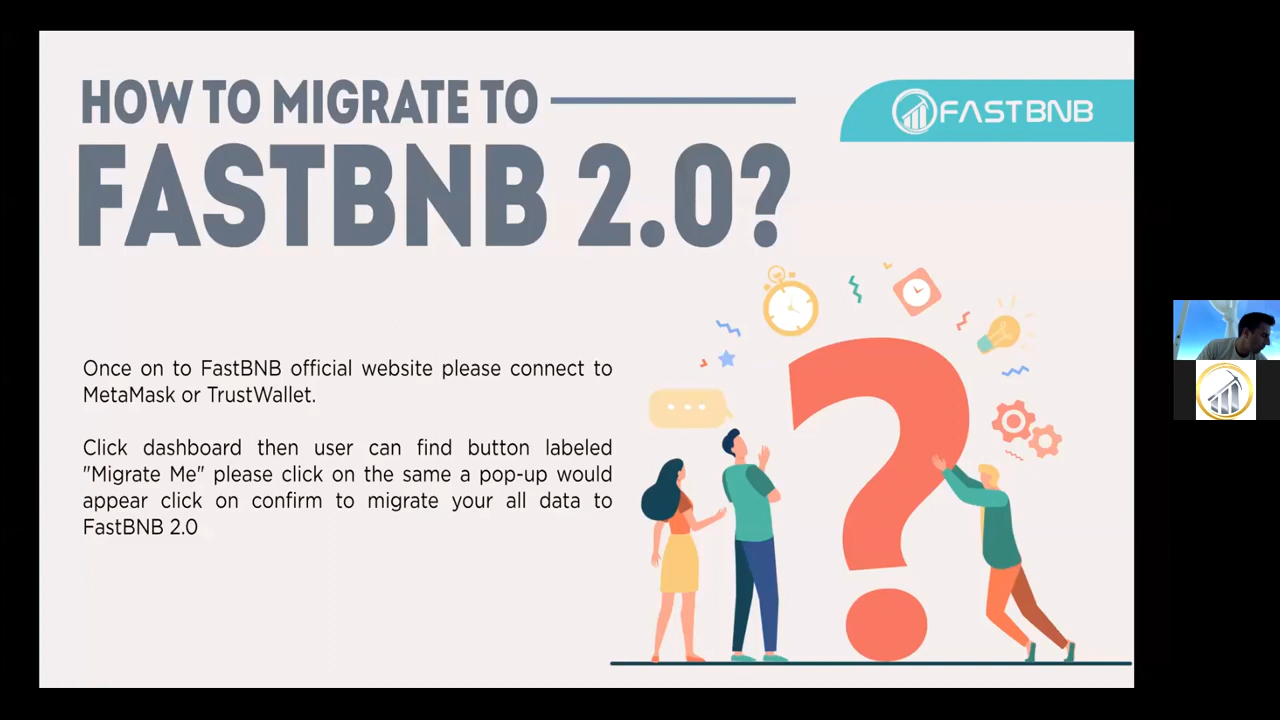 HOW TO MIGRATE TO
FASTBNB
FASTBNB 2.0?
Once on to FastBNB official website please connect to
MetaMask or TrustWallet.
Click dashboard then user can find button labeled
"Migrate Me" please click on the same a pop-up would
appear click on confirm to migrate your all data to
FastBNB 2.0